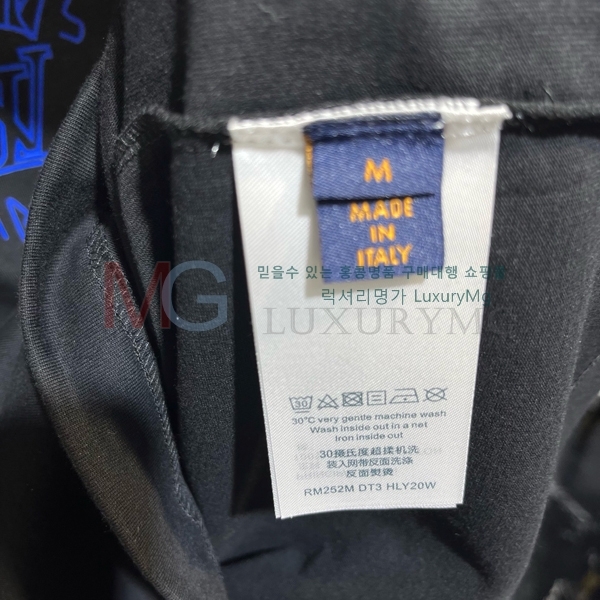 M
MADE
IN
ITALY
믿을수 있는 홍콩명품 구매대행 쇼핑몰
럭셔리명가 LuxuryMG
MG LUXURYMG
30
30°C very gentle machine wash
Wash inside out in a net
Iron inside out
30摄氏度超揉机洗
装入网带反面洗涤
反面熨烫
RM252M DT3 HLY20W